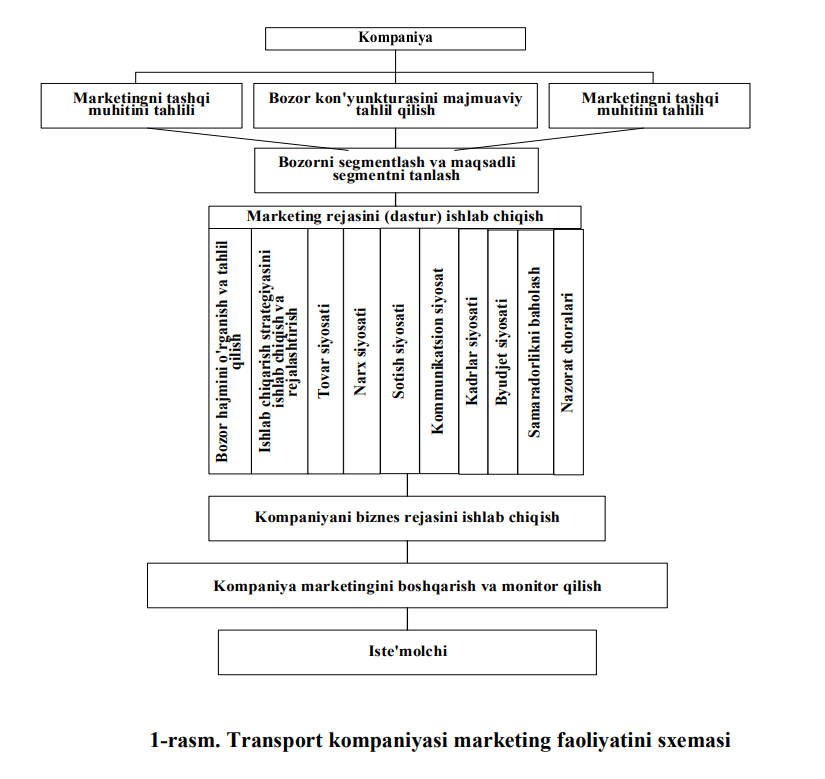 Kompaniya
Marketingni tashqi
muhitini tahlili
Bozor kon'yunkturasini majmuaviy
tahlil qilish
Marketingni tashqi
muhitini tahlili
Bozorni segmentlash va maqsadli
segmentni tanlash
Marketing rejasini (dastur) ishlab chiqish
Bozor hajmini o'rganish va tahlil
qilish
Ishlab chiqarish strategiyasini
ishlab chiqish va
rejalashtirish
Tovar siyosati
Narx siyosati
Sotish siyosati
Kommunikatsion siyosat
Kadrlar siyosati
Byudjet siyosati
Samaradorlikni baholash
Nazorat choralari
Kompaniyani biznes rejasini ishlab chiqish
Kompaniya marketingini boshqarish va monitor qilish
Iste'molchi
1-rasm. Transport kompaniyasi marketing faoliyatini sxemasi